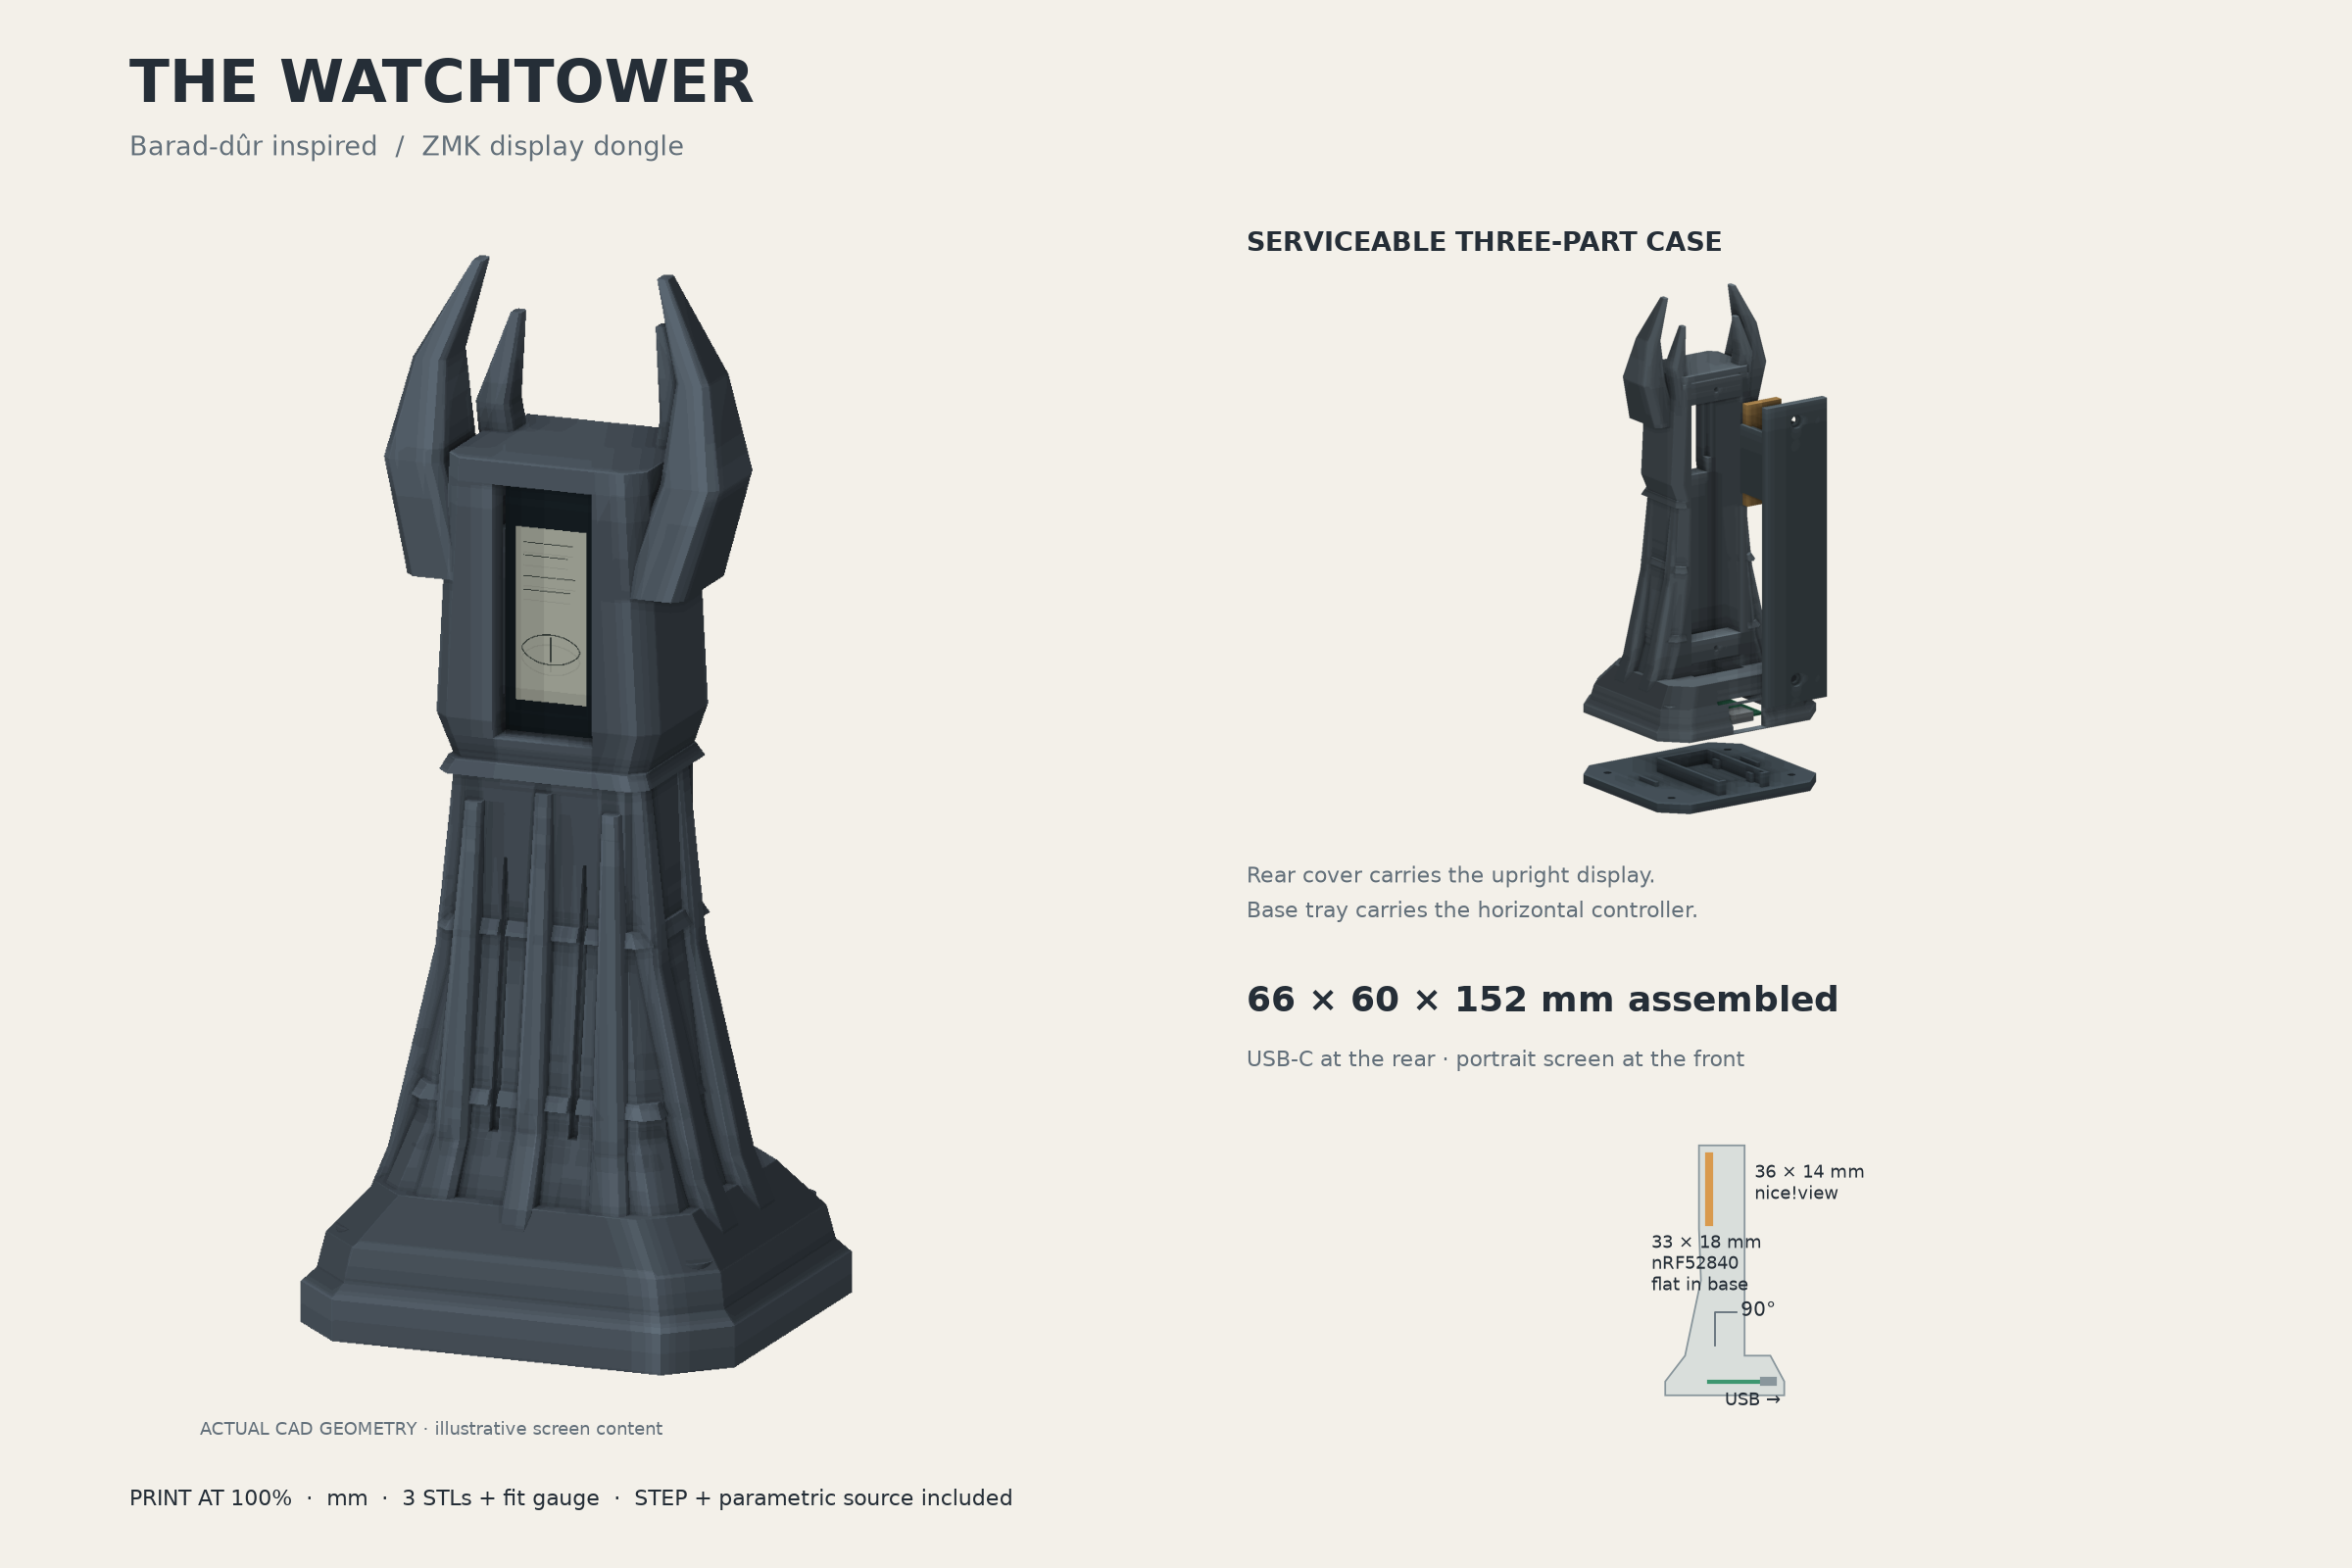 THE WATCHTOWER
Barad-dûr inspired / ZMK display dongle
SERVICEABLE THREE-PART CASE
Rear cover carries the upright display.
Base tray carries the horizontal controller.
66 × 60 × 152 mm assembled
USB-C at the rear · portrait screen at the front
36 × 14 mm
nice!view
33 × 18 mm
nRF52840
flat in base
90°
USB →
ACTUAL CAD GEOMETRY · illustrative screen content
PRINT AT 100% · mm · 3 STLs + fit gauge · STEP + parametric source included